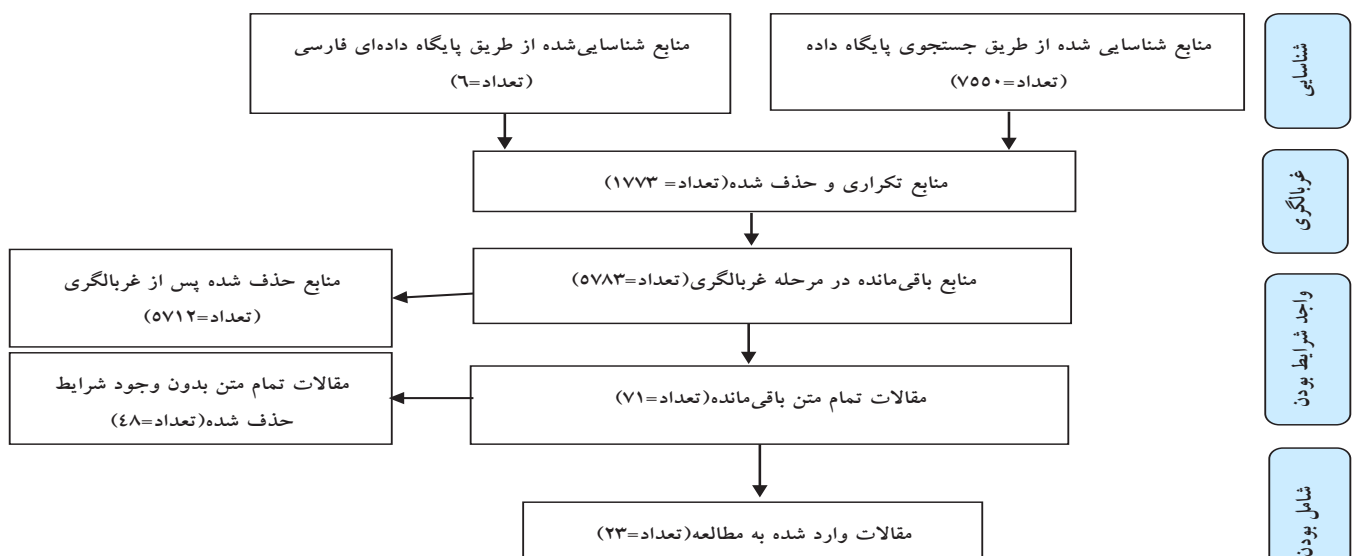 شناسایی
منابع شناسایی شده از طریق جستجوی پایگاه داده
(تعداد=۷۵۵۰)
منابع شناسایی‌شده از طریق پایگاه داده‌ای فارسی
(تعداد=۶)
غربالگری
منابع تکراری و حذف شده(تعداد= ۱۷۷۳)
منابع باقی‌مانده در مرحله غربالگری(تعداد=۵۷۸۳)
منابع حذف شده پس از غربالگری
(تعداد=۵۷۱۲)
واجد شرایط بودن
مقالات تمام متن باقی‌مانده(تعداد=۷۱)
مقالات تمام متن بدون وجود شرایط
حذف شده(تعداد=۴۸)
شامل بودن
مقالات وارد شده به مطالعه(تعداد=۲۳)